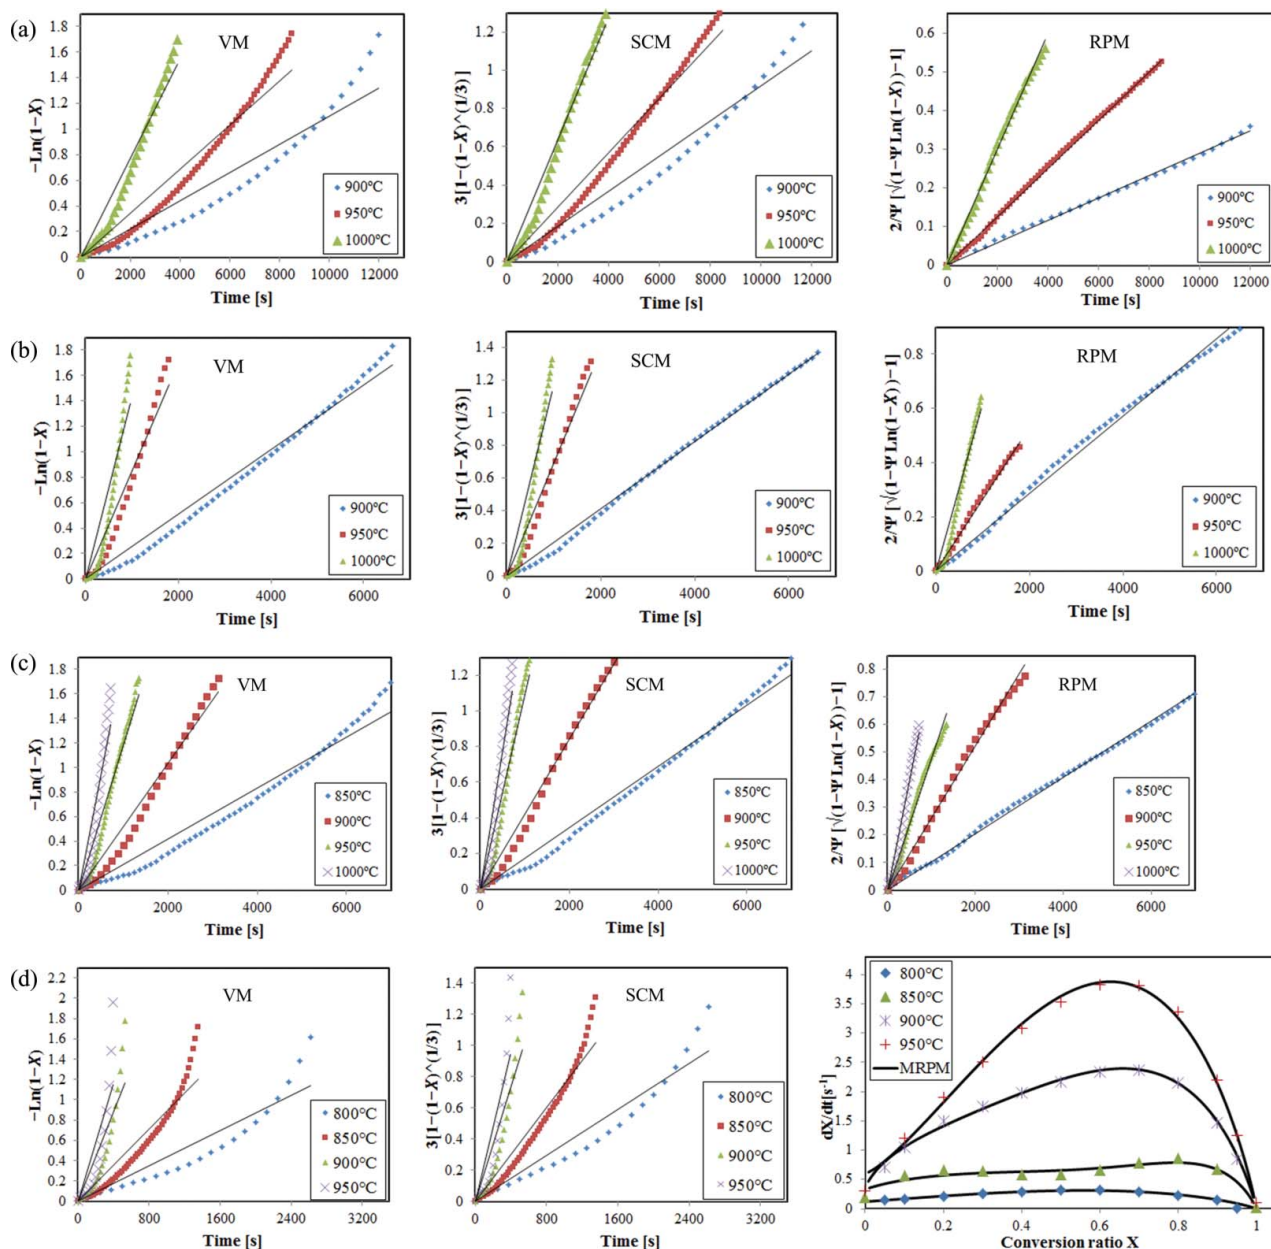 (a)
VM
−Ln(1−X)
1.8
1.6
1.4
1.2
1
0.8
0.6
0.4
0.2
0
0 2000 4000 6000 8000 10000 12000
Time [s]
900°C
950°C
1000°C
SCM
3[1−(1−X)^(1/3)]
1.2
1
0.8
0.6
0.4
0.2
0
0 2000 4000 6000 8000 10000 12000
Time [s]
900°C
950°C
1000°C
RPM
2/Ψ [√(1−Ψ Ln(1−X))−1]
0.6
0.5
0.4
0.3
0.2
0.1
0
0 2000 4000 6000 8000 10000 12000
Time [s]
900°C
950°C
1000°C
(b)
VM
−Ln(1−X)
1.8
1.6
1.4
1.2
1
0.8
0.6
0.4
0.2
0
0 2000 4000 6000
Time [s]
900°C
950°C
1000°C
SCM
3[1−(1−X)^(1/3)]
1.4
1.2
1
0.8
0.6
0.4
0.2
0
0 2000 4000 6000
Time [s]
900°C
950°C
1000°C
RPM
2/Ψ [√(1−Ψ Ln(1−X))−1]
0.8
0.6
0.4
0.2
0
0 2000 4000 6000
Time [s]
900°C
950°C
1000°C
(c)
VM
−Ln(1−X)
1.8
1.6
1.4
1.2
1
0.8
0.6
0.4
0.2
0
0 2000 4000 6000
Time [s]
850°C
900°C
950°C
1000°C
SCM
3[1−(1−X)^(1/3)]
1.2
1
0.8
0.6
0.4
0.2
0
0 2000 4000 6000
Time [s]
850°C
900°C
950°C
1000°C
RPM
2/Ψ [√(1−Ψ Ln(1−X))−1]
0.8
0.7
0.6
0.5
0.4
0.3
0.2
0.1
0
0 2000 4000 6000
Time [s]
850°C
900°C
950°C
1000°C
(d)
VM
−Ln(1−X)
2.2
2
1.8
1.6
1.4
1.2
1
0.8
0.6
0.4
0.2
0
0 800 1600 2400 3200
Time [s]
800°C
850°C
900°C
950°C
SCM
3[1−(1−X)^(1/3)]
1.4
1.2
1
0.8
0.6
0.4
0.2
0
0 800 1600 2400 3200
Time [s]
800°C
850°C
900°C
950°C
dX/dt[s⁻¹]
4
3.5
3
2.5
2
1.5
1
0.5
0
0 0.2 0.4 0.6 0.8 1
Conversion ratio X
800°C
850°C
900°C
950°C
MRPM